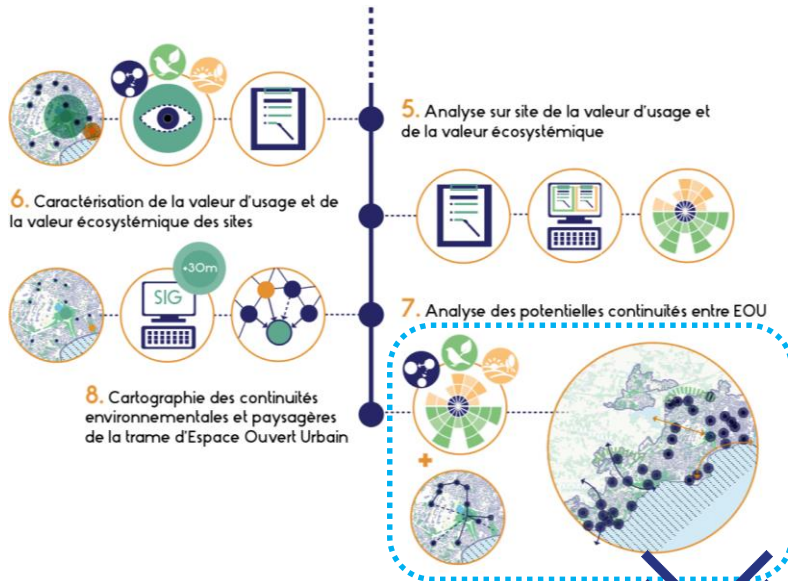 5. Analyse sur site de la valeur d'usage et
de la valeur écosystémique
6. Caractérisation de la valeur d'usage et de
la valeur écosystémique des sites
+30m
SIG
7. Analyse des potentielles continuités entre EOU
8. Cartographie des continuités
environnementales et paysagères
de la trame d'Espace Ouvert Urbain
+